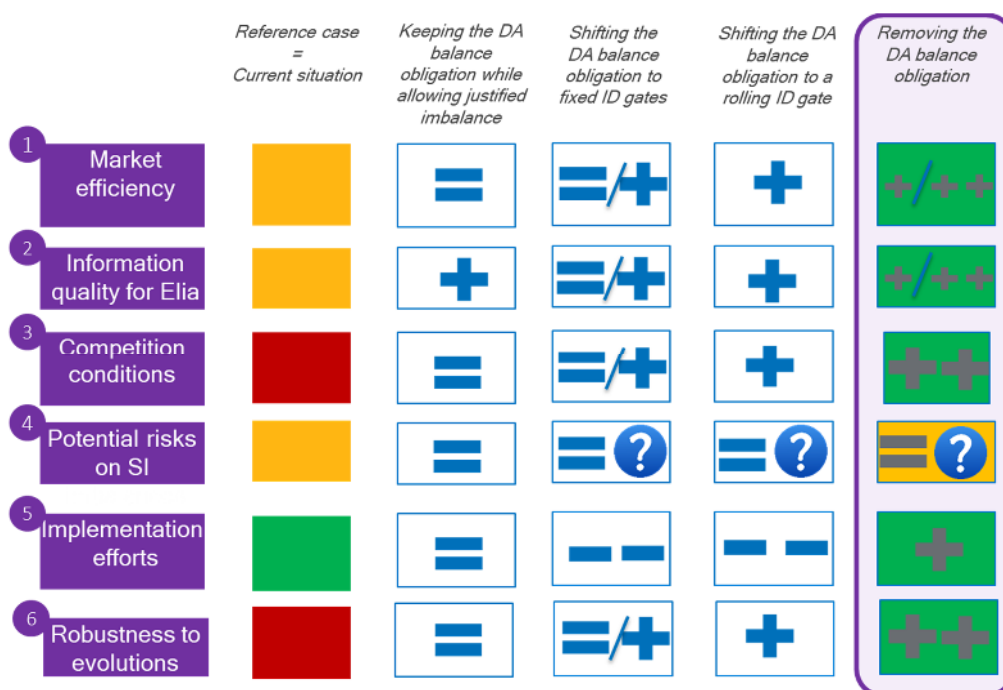 Reference case
=
Current situation
Keeping the DA
balance
obligation while
allowing justified
imbalance
Shifting the
DA balance
obligation to
fixed ID gates
Shifting the DA
balance
obligation to a
rolling ID gate
Removing the
DA balance
obligation
1
Market
efficiency
= =/+ + +/++
2
Information
quality for Elia
+ =/+ + +/++
3
Competition
conditions
= =/+ + ++
4
Potential risks
on SI
= =? =? =?
5
Implementation
efforts
= -- -- +
6
Robustness to
evolutions
= =/+ + ++